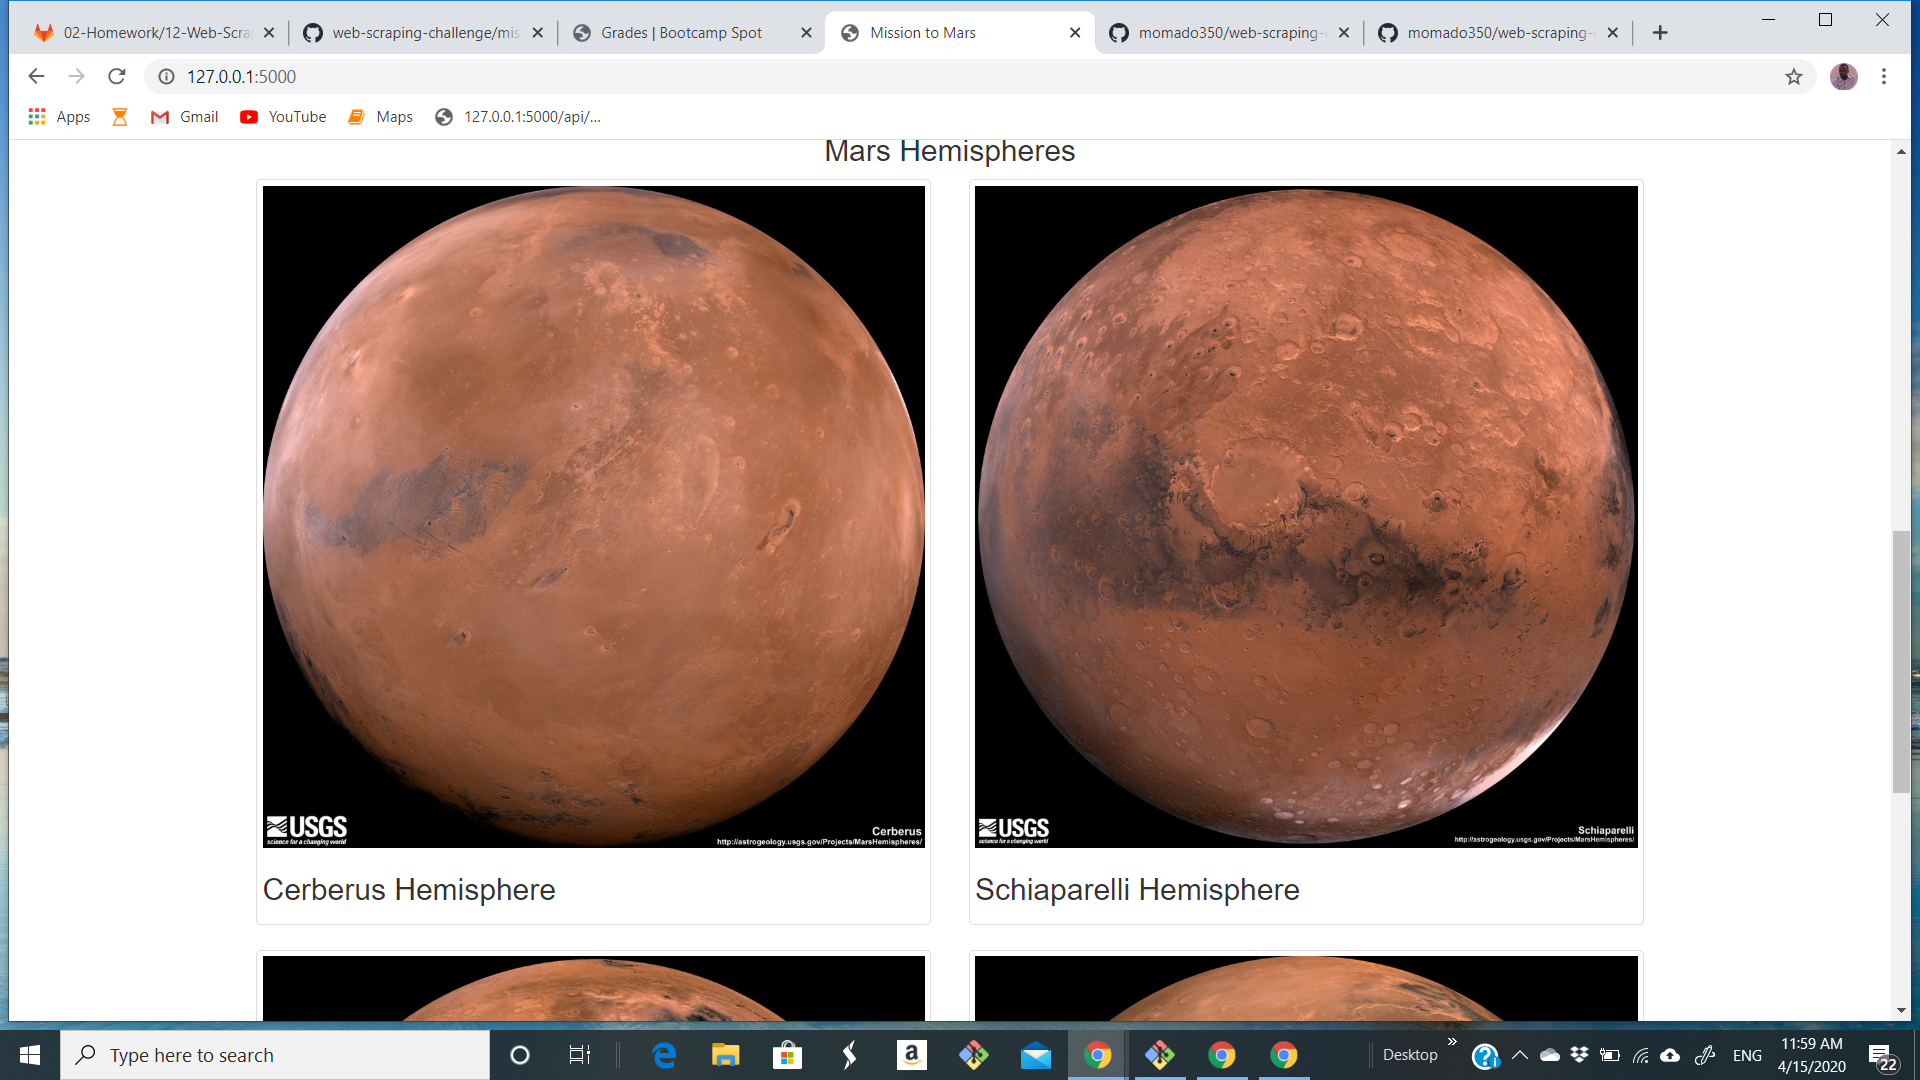 02-Homework/12-Web-Scra
web-scraping-challenge/mis
Grades | Bootcamp Spot
Mission to Mars
momado350/web-scraping-
momado350/web-scraping-
127.0.0.1:5000
Apps
Gmail
YouTube
Maps
127.0.0.1:5000/api/...
Mars Hemispheres
USGS
science for a changing world
Cerberus
http://astrogeology.usgs.gov/Projects/MarsHemispheres/
USGS
science for a changing world
Schiaparelli
http://astrogeology.usgs.gov/Projects/MarsHemispheres/
Cerberus Hemisphere
Schiaparelli Hemisphere
Type here to search
a
Desktop
ENG
11:59 AM
4/15/2020
22